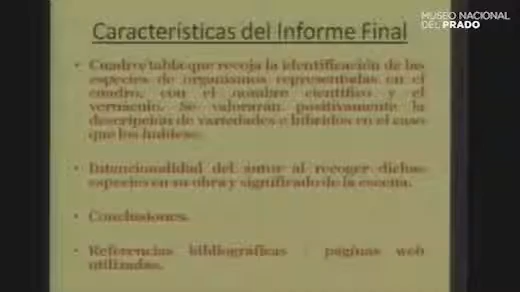 MUSEO NACIONAL
DEL PRADO
Características del Informe Final
• Cuadro/tabla que recoja la identificación de las
especies de organismos representadas en el
cuadro, con el nombre científico y el
vernáculo. Se valorarán positivamente la
descripción de variedades e híbridos en el caso
que los hubiese.
• Intencionalidad del autor al recoger dichas
especies en su obra y significado de la escena.
• Conclusiones.
• Referencias bibliográficas páginas web
utilizadas.